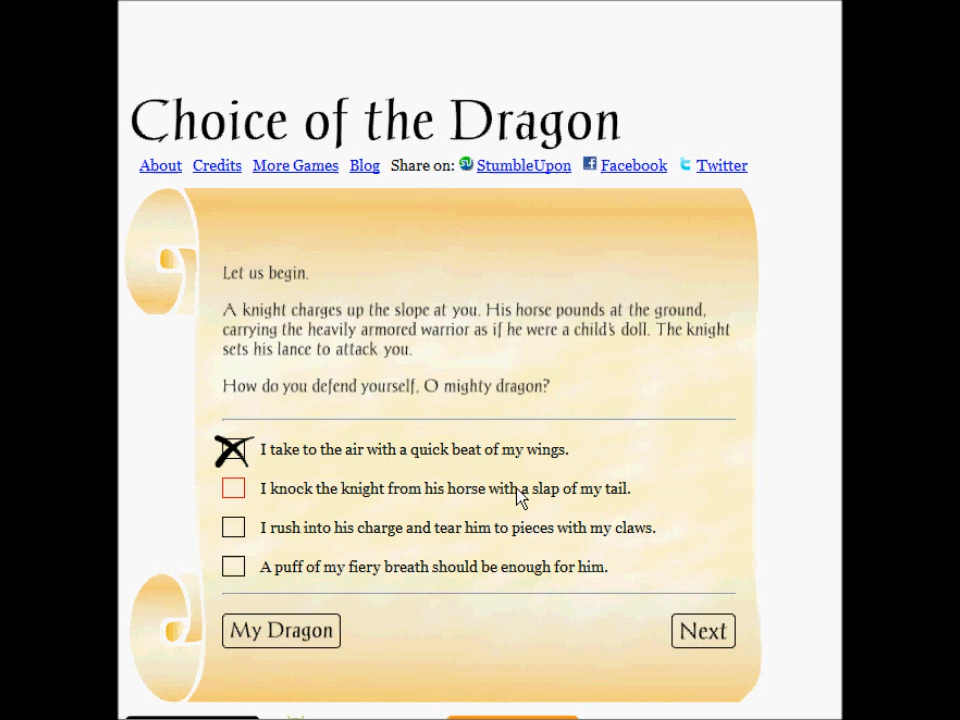 Choice of the Dragon
About Credits More Games Blog Share on: StumbleUpon Facebook Twitter
Let us begin.
A knight charges up the slope at you. His horse pounds at the ground,
carrying the heavily armored warrior as if he were a child's doll. The knight
sets his lance to attack you.
How do you defend yourself, O mighty dragon?
I take to the air with a quick beat of my wings.
I knock the knight from his horse with a slap of my tail.
I rush into his charge and tear him to pieces with my claws.
A puff of my fiery breath should be enough for him.
My Dragon Next